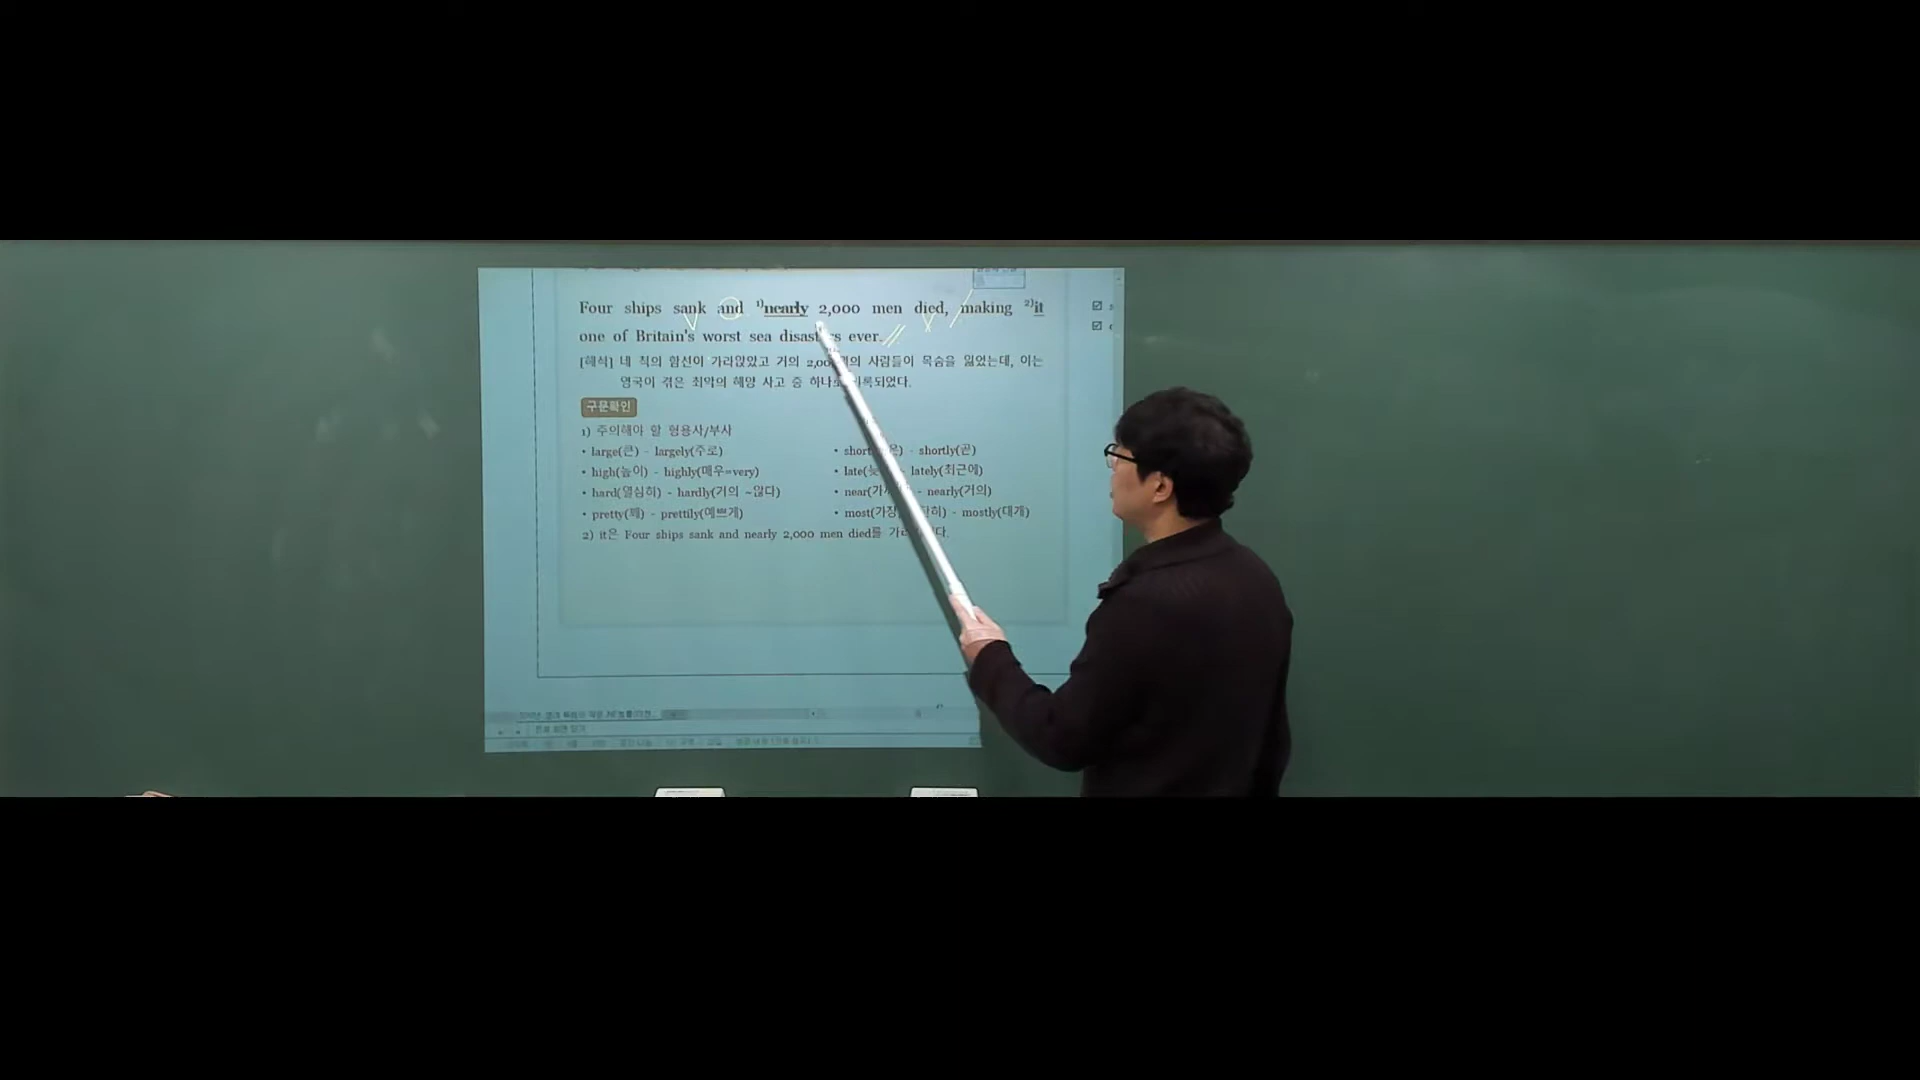 Four ships sank and ¹⁾nearly 2,000 men died, making ²⁾it
one of Britain's worst sea disasters ever.
[해석] 네 척의 함선이 가라앉았고 거의 2,000명의 사람들이 목숨을 잃었는데, 이는
영국이 겪은 최악의 해양 사고 중 하나로 기록되었다.
구문확인
1) 주의해야 할 형용사/부사
• large(큰) - largely(주로)
• high(높이) - highly(매우=very)
• hard(열심히) - hardly(거의 ~않다)
• pretty(꽤) - prettily(예쁘게)
• short - shortly(곧)
• late - lately(최근에)
• near - nearly(거의)
• most(가장, - mostly(대개)
2) it은 Four ships sank and nearly 2,000 men died를